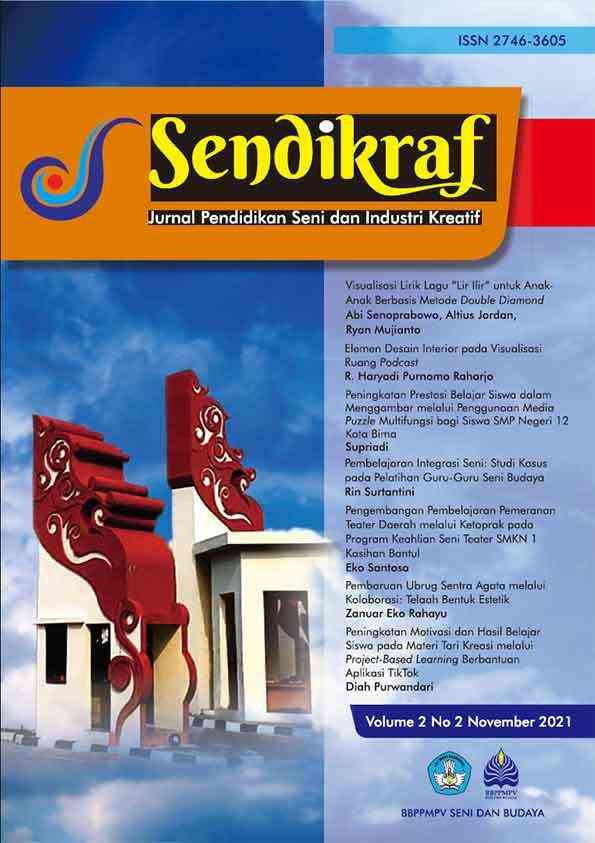 ISSN 2746-3605
Sendikraf
Jurnal Pendidikan Seni dan Industri Kreatif
Visualisasi Lirik Lagu "Lir Ilir" untuk Anak-
Anak Berbasis Metode Double Diamond
Abi Senoprabowo, Altius Jordan,
Ryan Mujianto
Elemen Desain Interior pada Visualisasi
Ruang Podcast
R. Haryadi Purnomo Raharjo
Peningkatan Prestasi Belajar Siswa dalam
Menggambar melalui Penggunaan Media
Puzzle Multifungsi bagi Siswa SMP Negeri 12
Kota Bima
Supriadi
Pembelajaran Integrasi Seni: Studi Kasus
pada Pelatihan Guru-Guru Seni Budaya
Rin Surtantini
Pengembangan Pembelajaran Pemeranan
Teater Daerah melalui Ketoprak pada
Program Keahlian Seni Teater SMKN 1
Kasihan Bantul
Eko Santosa
Pembaruan Ubrug Sentra Agata melalui
Kolaborasi: Telaah Bentuk Estetik
Zanuar Eko Rahayu
Peningkatan Motivasi dan Hasil Belajar
Siswa pada Materi Tari Kreasi melalui
Project-Based Learning Berbantuan
Aplikasi TikTok
Diah Purwandari
Volume 2 No 2 November 2021
BBPPMPV
BBPPMPV SENI DAN BUDAYA